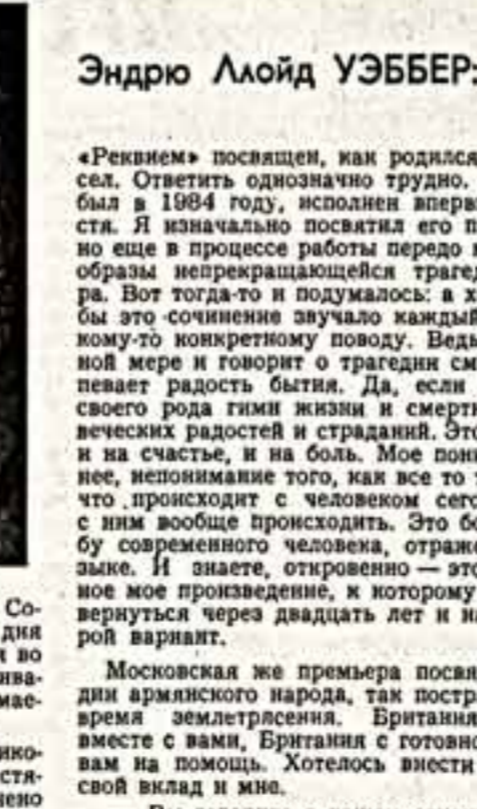 Эндрю Ллойд УЭББЕР:
«Реквием» посвящен, как родился
сел. Ответить однозначно трудно.
был в 1984 году, исполнен вперв
стя. Я изначально посвятил его п
но еще в процессе работы передо
образы непрекращающейся трагед
ра. Вот тогда-то и подумалось: а х
бы это сочинение звучало каждый
кому-то конкретному поводу. Ведь
ной мере и говорит о трагедии см
певает радость бытия. Да, если
своего рода гимн жизни и смерти
веческих радостей и страданий. Это
и на счастье, и на боль. Мое пони
нее, непонимание того, как все то
что происходит с человеком сего
с ним вообще происходить. Это бо
бу современного человека, отраже
зыке. И знаете, откровенно — это
ное мое произведение, к которому
вернуться через двадцать лет и на
рой вариант.
Московская же премьера посвя
дии армянского народа, так постр
время землетрясения. Британия
вместе с вами, Британия с готовно
вам на помощь. Хотелось внести
свой вклад и мне.
Со-
дня
во
ива-
мае-
ико-
стя-
чено